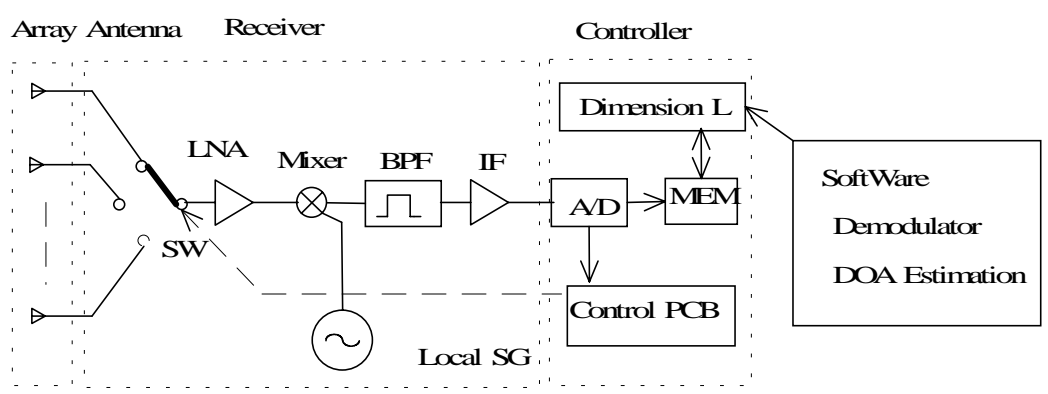 Array Antenna
Receiver
Controller
Dimension L
LNA
Mixer
BPF
IF
A/D
MEM
SoftWare
Demodulator
DOA Estimation
SW
Control PCB
Local SG